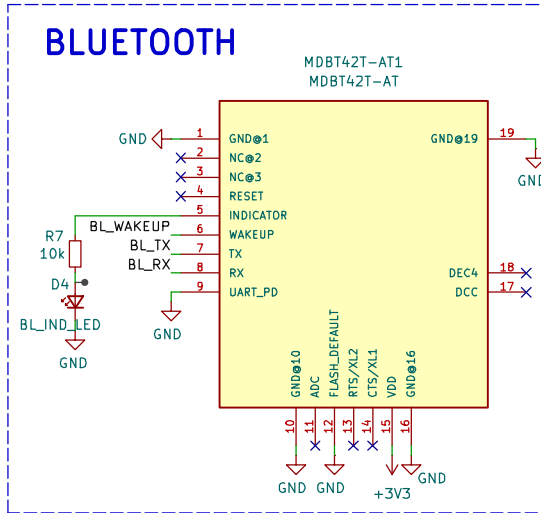 BLUETOOTH
MDBT42T-AT1
MDBT42T-AT
GND 1 GND@1
GND@19 19
GND
2 NC@2
3 NC@3
4 RESET
5 INDICATOR
BL_WAKEUP 6 WAKEUP
BL_TX 7 TX
BL_RX 8 RX
9 UART_PD
GND
DEC4 18
DCC 17
R7
10k
D4
BL_IND_LED
GND
GND@10
ADC
FLASH_DEFAULT
RTS/XL2
CTS/XL1
VDD
GND@16
10
11
12
13
14
15
16
GND
GND
+3V3
GND